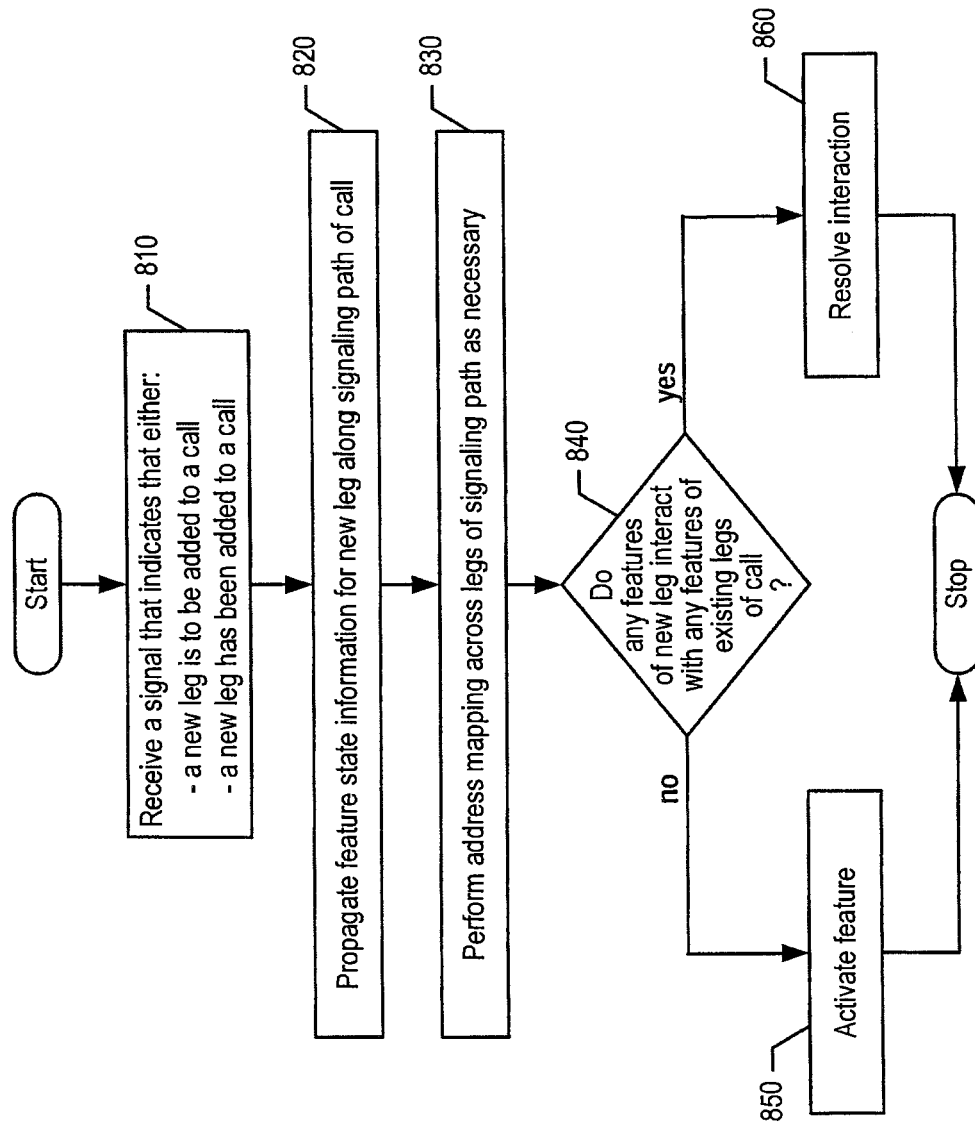 Start
810
Receive a signal that indicates that either:
- a new leg is to be added to a call
- a new leg has been added to a call
820
Propagate feature state information for new leg along signaling path of call
830
Perform address mapping across legs of signaling path as necessary
840
Do
any features
of new leg interact
with any features of
existing legs
of call
?
no
yes
850
Activate feature
860
Resolve interaction
Stop